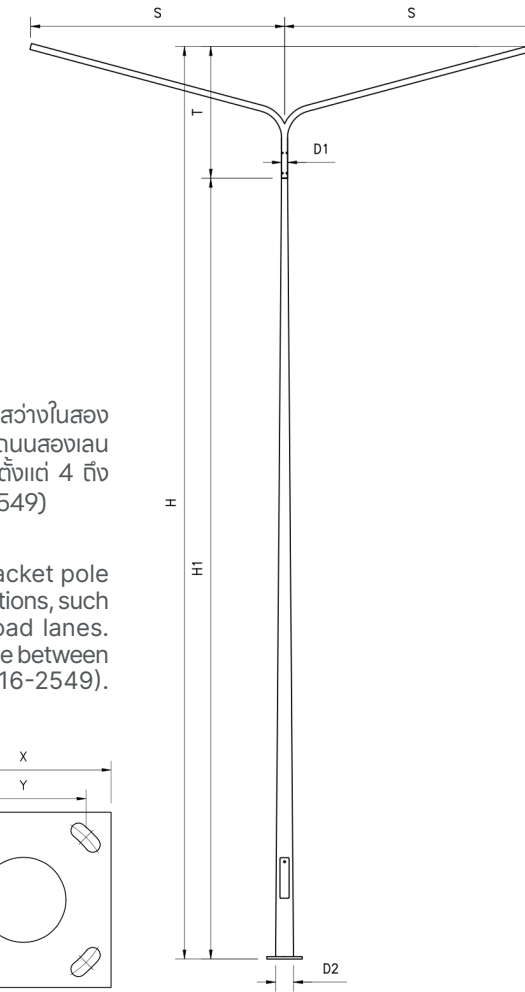 S
S
T
D1
H
H1
สว่างในสอง
ถนนสองเลน
ตั้งแต่ 4 ถึง
549)
acket pole
tions, such
oad lanes.
e between
16-2549).
X
Y
D2